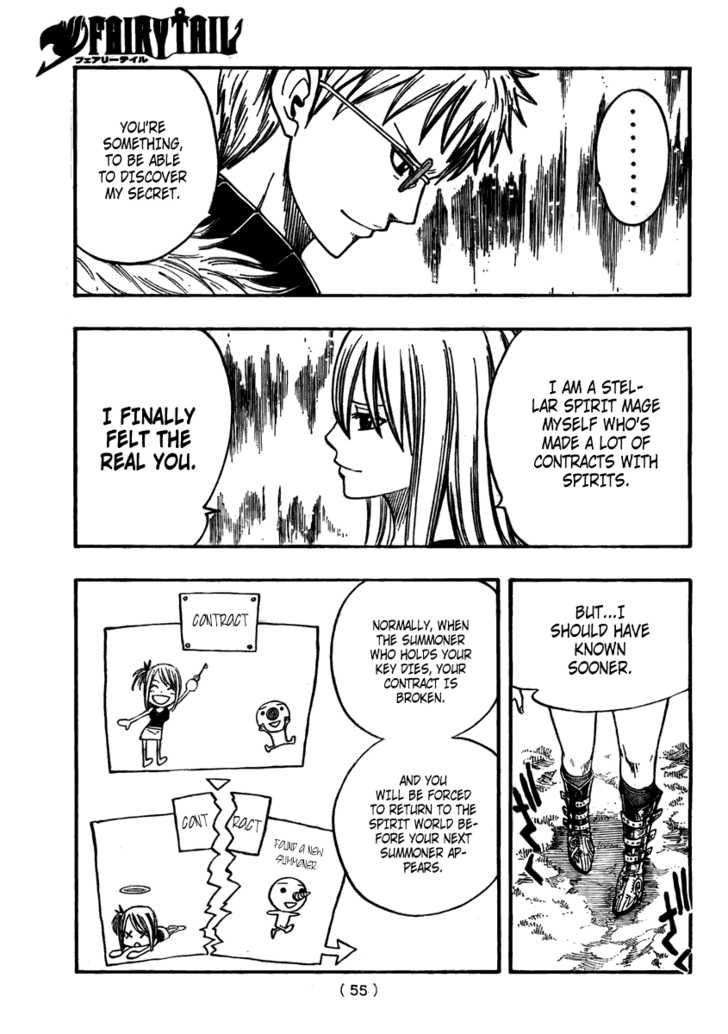 FAIRY TAIL
フェアリーテイル
........
YOU'RE
SOMETHING,
TO BE ABLE
TO DISCOVER
MY SECRET.
I AM A STEL-
LAR SPIRIT MAGE
MYSELF WHO'S
MADE A LOT OF
CONTRACTS WITH
SPIRITS.
I FINALLY
FELT THE
REAL YOU.
BUT...I
SHOULD HAVE
KNOWN
SOONER.
NORMALLY, WHEN
THE SUMMONER
WHO HOLDS YOUR
KEY DIES, YOUR
CONTRACT IS
BROKEN.
AND YOU
WILL BE FORCED
TO RETURN TO THE
SPIRIT WORLD BE-
FORE YOUR NEXT
SUMMONER AP-
PEARS.
CONTRACT
CONT RACT
FOUND A NEW
SUMMONER
( 55 )